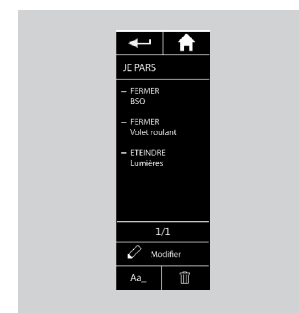 JE PARS
– FERMER
BSO
– FERMER
Volet roulant
– ETEINDRE
Lumières
1/1
Modifier
Aa_